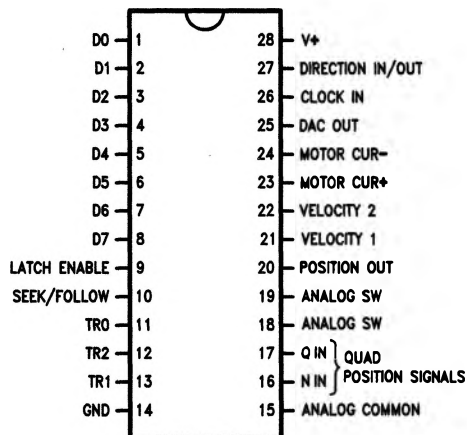 D0 1 28 V+
D1 2 27 DIRECTION IN/OUT
D2 3 26 CLOCK IN
D3 4 25 DAC OUT
D4 5 24 MOTOR CUR-
D5 6 23 MOTOR CUR+
D6 7 22 VELOCITY 2
D7 8 21 VELOCITY 1
LATCH ENABLE 9 20 POSITION OUT
SEEK/FOLLOW 10 19 ANALOG SW
TR0 11 18 ANALOG SW
TR2 12 17 Q IN QUAD
TR1 13 16 N IN POSITION SIGNALS
GND 14 15 ANALOG COMMON